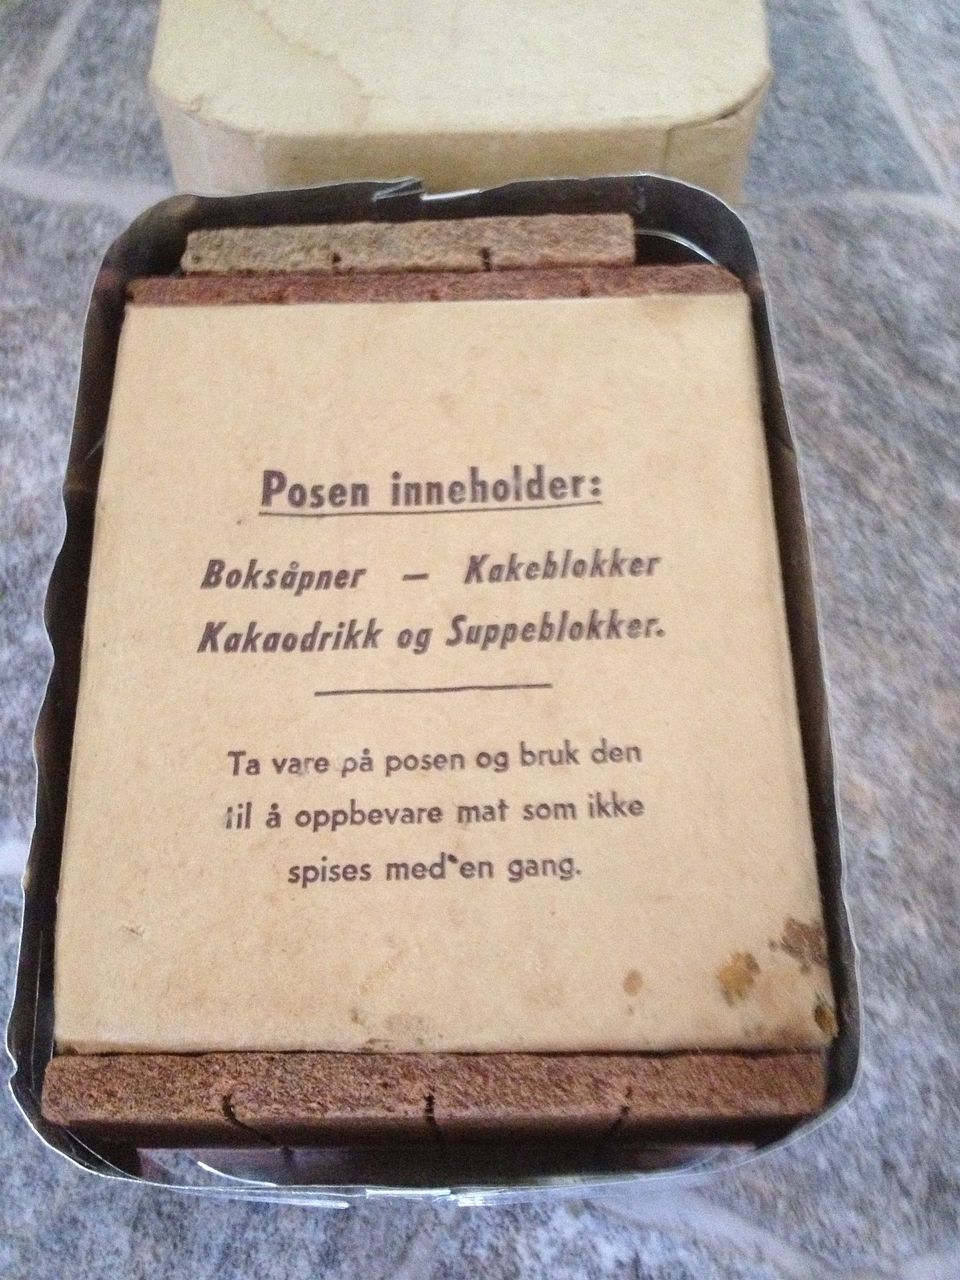 Posen inneholder:
Boksåpner — Kakeblokker
Kakaodrikk og Suppeblokker.
Ta vare på posen og bruk den
til å oppbevare mat som ikke
spises med en gang.